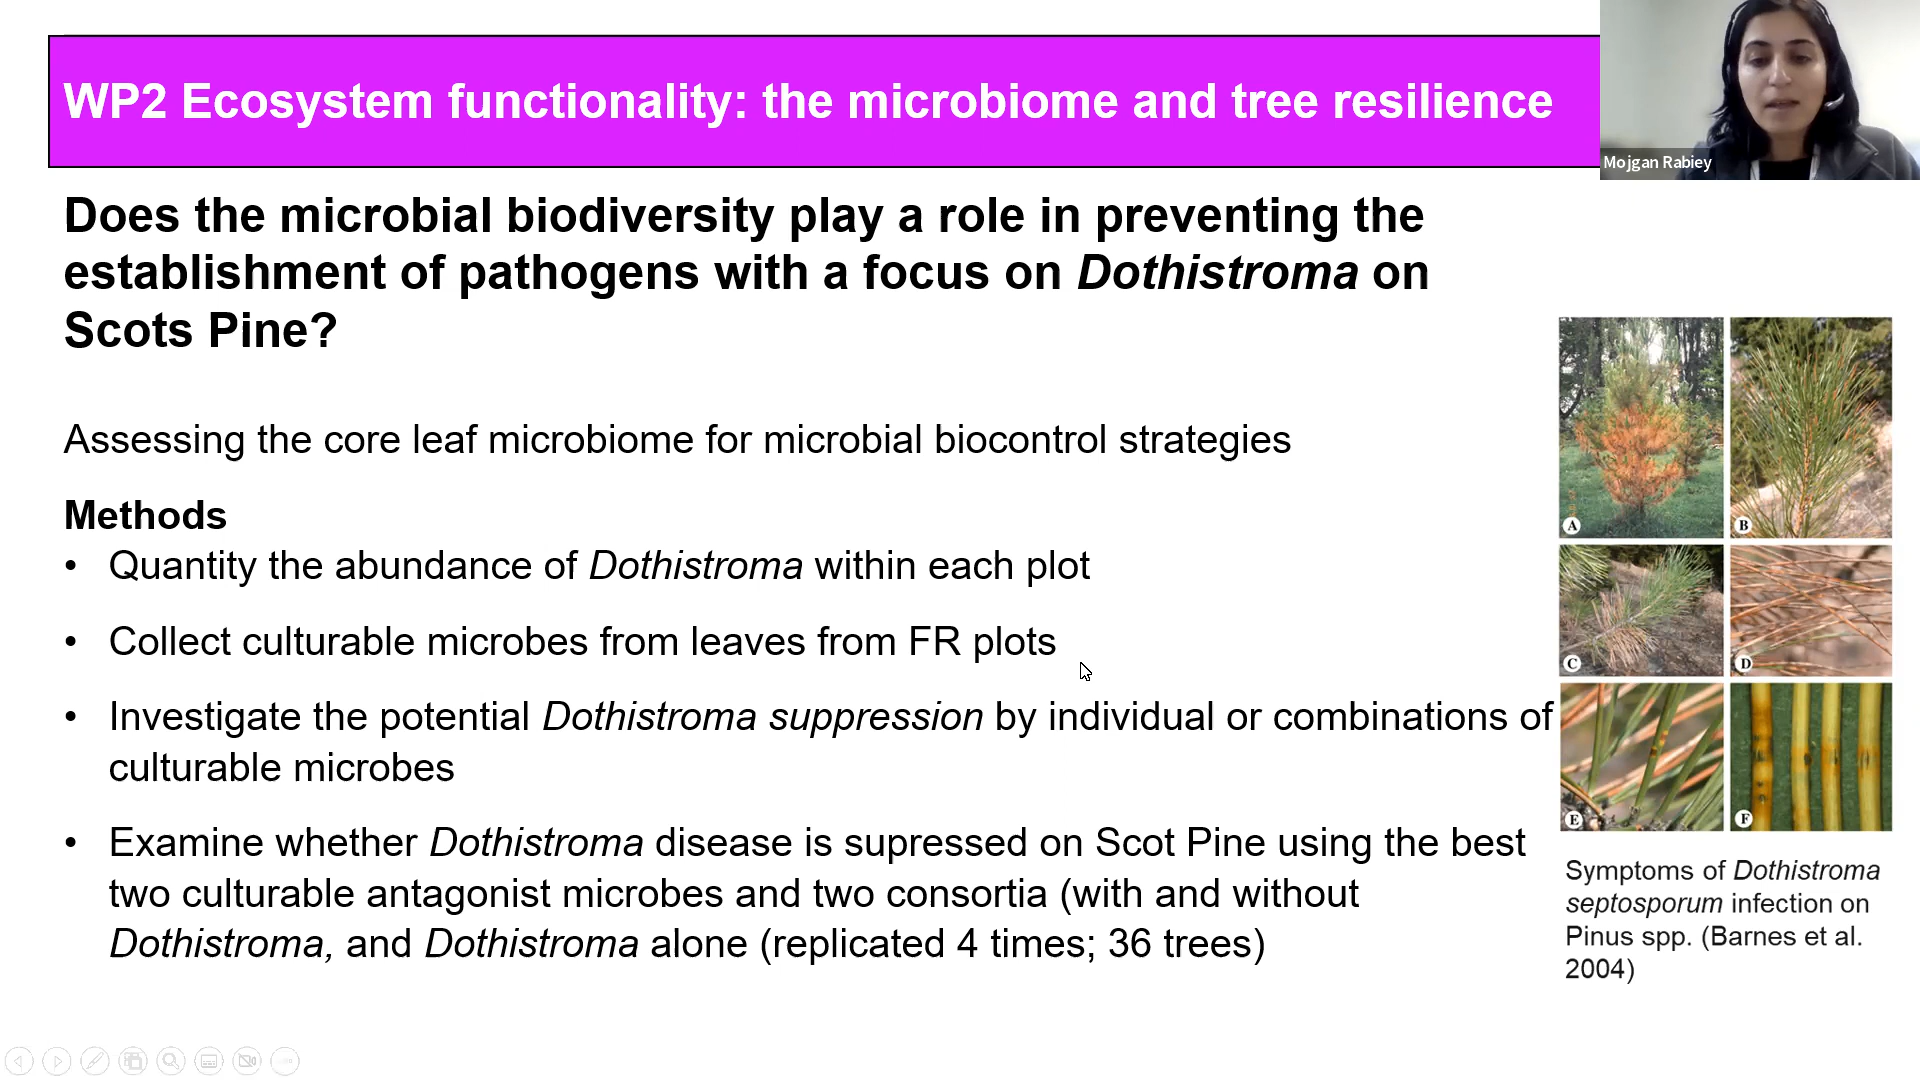 WP2 Ecosystem functionality: the microbiome and tree resilience
Mojgan Rabiey
Does the microbial biodiversity play a role in preventing the
establishment of pathogens with a focus on Dothistroma on
Scots Pine?
Assessing the core leaf microbiome for microbial biocontrol strategies
Methods
• Quantity the abundance of Dothistroma within each plot
• Collect culturable microbes from leaves from FR plots
• Investigate the potential Dothistroma suppression by individual or combinations of
culturable microbes
• Examine whether Dothistroma disease is supressed on Scot Pine using the best
two culturable antagonist microbes and two consortia (with and without
Dothistroma, and Dothistroma alone (replicated 4 times; 36 trees)
A
B
C
D
E
F
Symptoms of Dothistroma
septosporum infection on
Pinus spp. (Barnes et al.
2004)